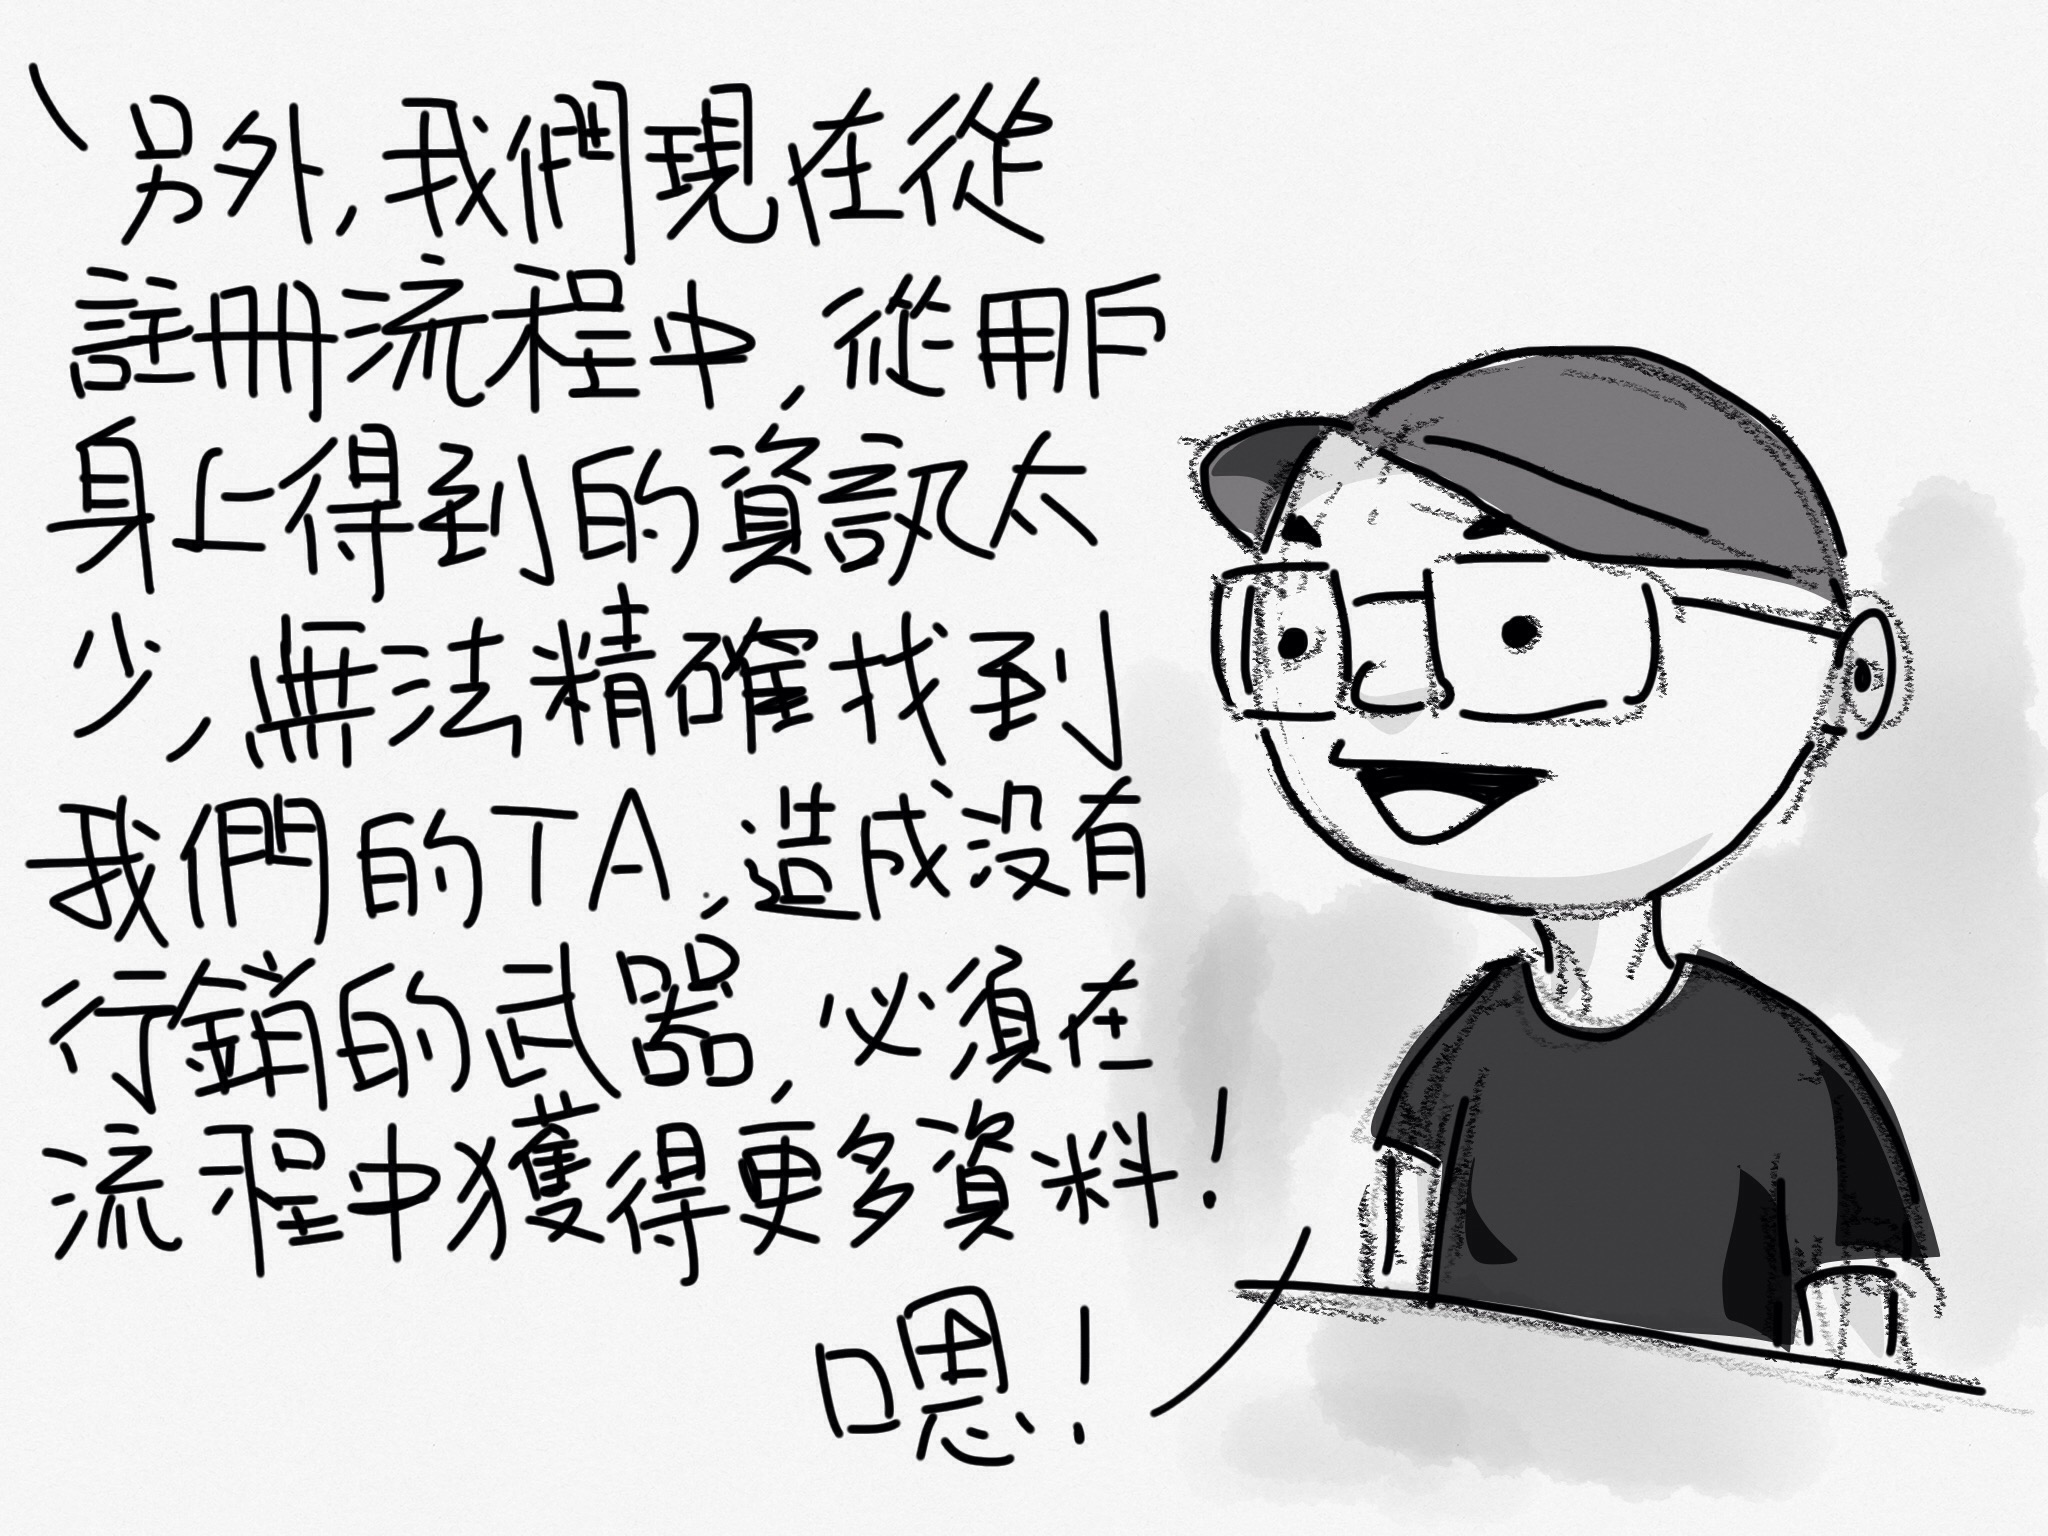 另外,我們現在從
註冊流程中,從用戶
身上得到的資訊太
少,無法精確找到
我們的TA,造成沒有
行銷的武器,必須在
流程中獲得更多資料!
嗯!